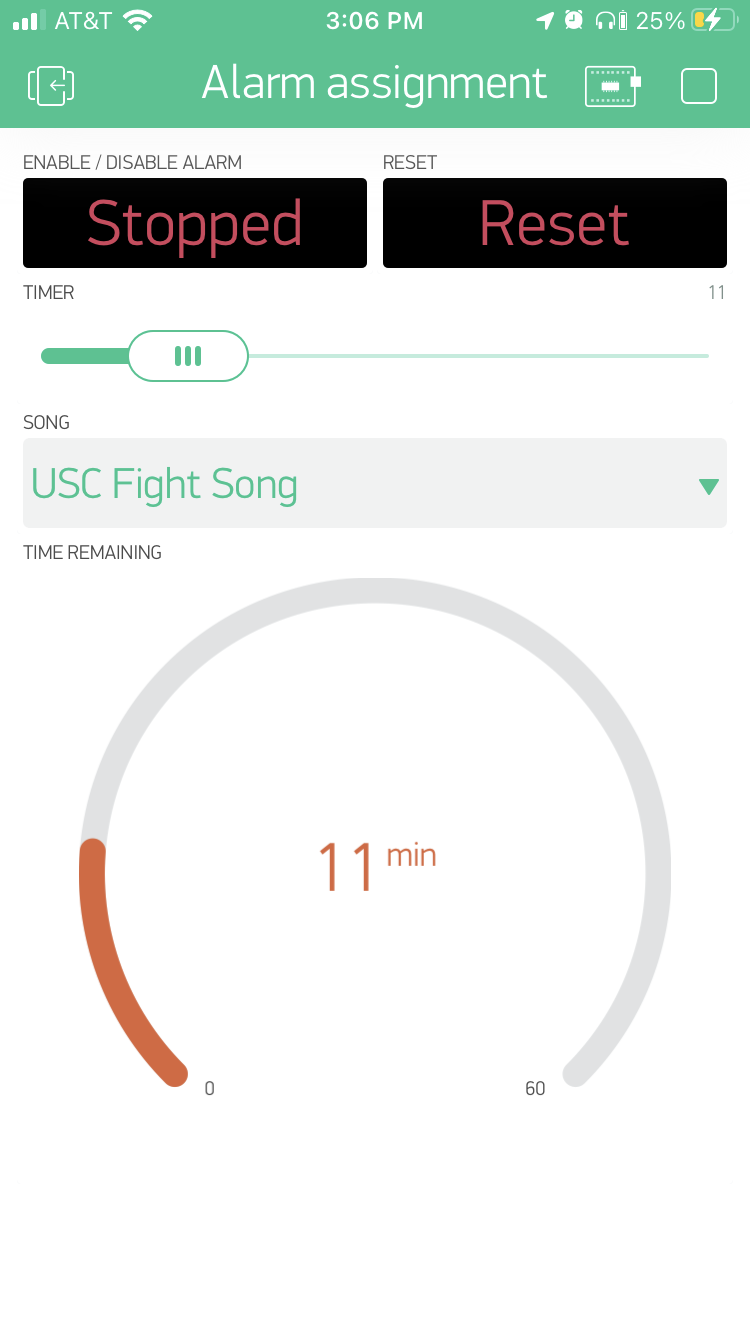 AT&T 3:06 PM 25%
Alarm assignment
ENABLE / DISABLE ALARM RESET
Stopped Reset
TIMER 11
SONG
USC Fight Song
TIME REMAINING
11 min
0 60